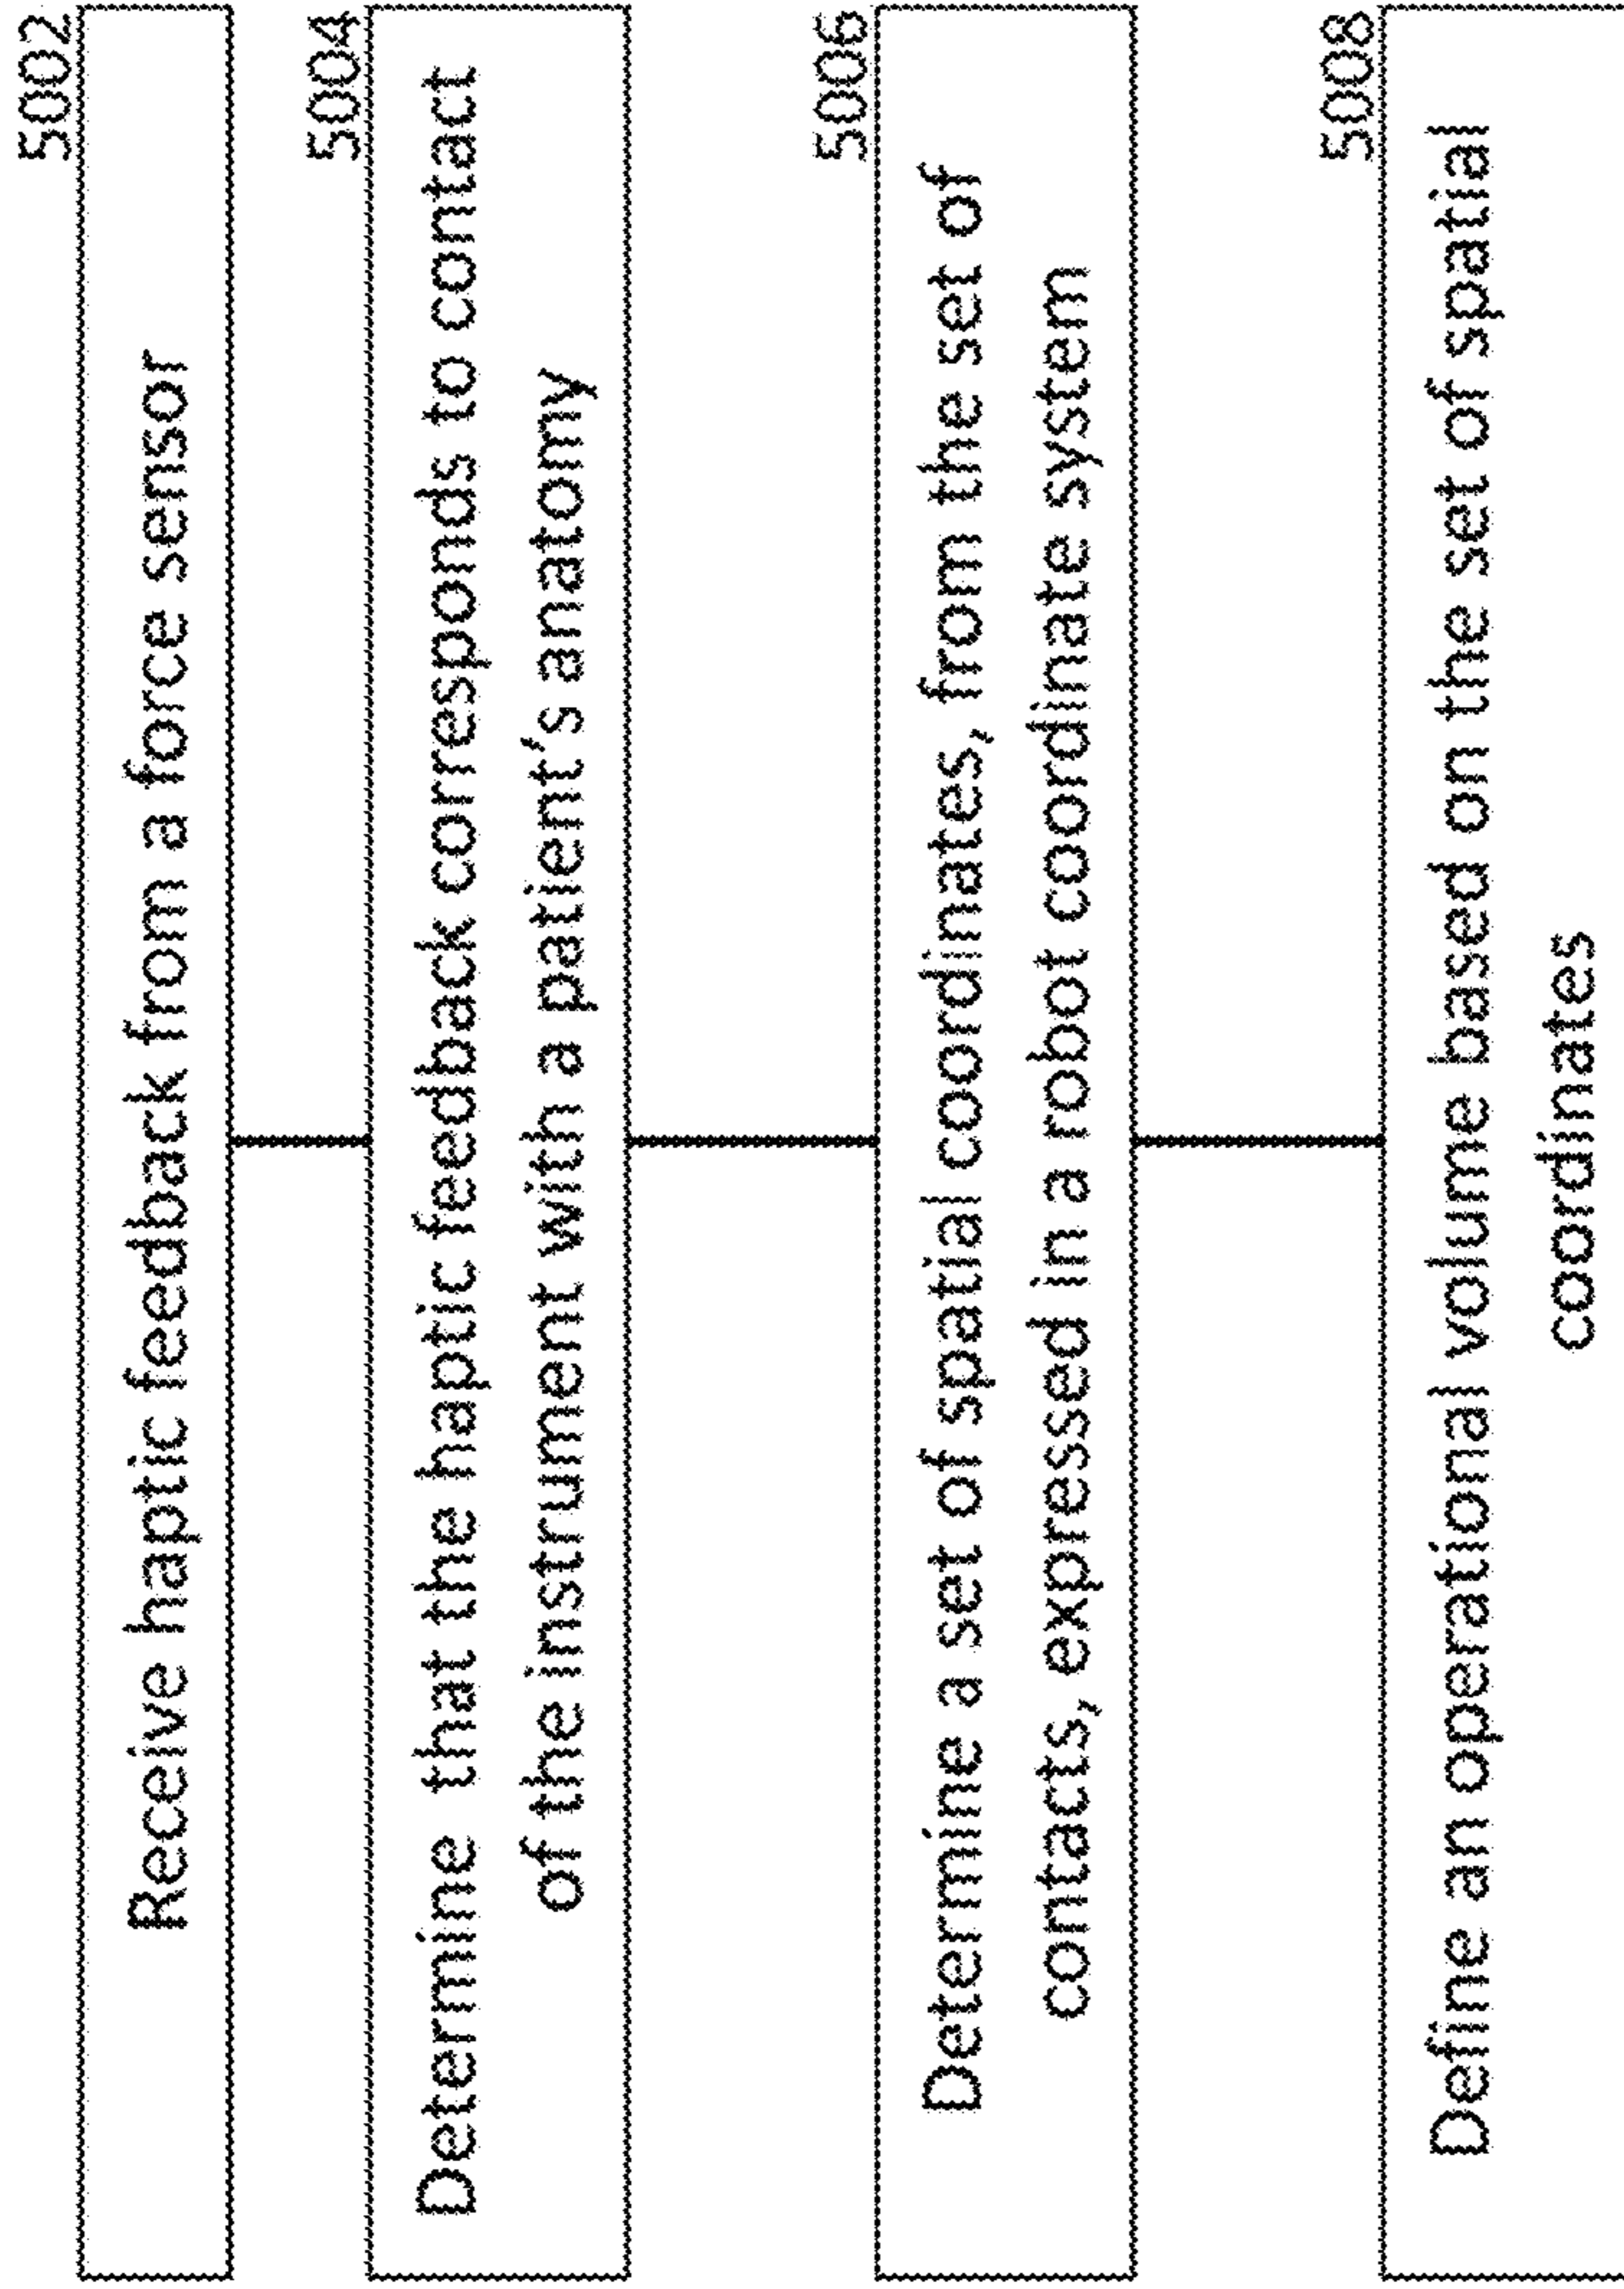 5002
Receive haptic feedback from a force sensor
5004
Determine that the haptic feedback corresponds to contact
of the instrument with a patient's anatomy
5006
Determine a set of spatial coordinates, from the set of
contacts, expressed in a robot coordinate system
5008
Define an operational volume based on the set of spatial
coordinates